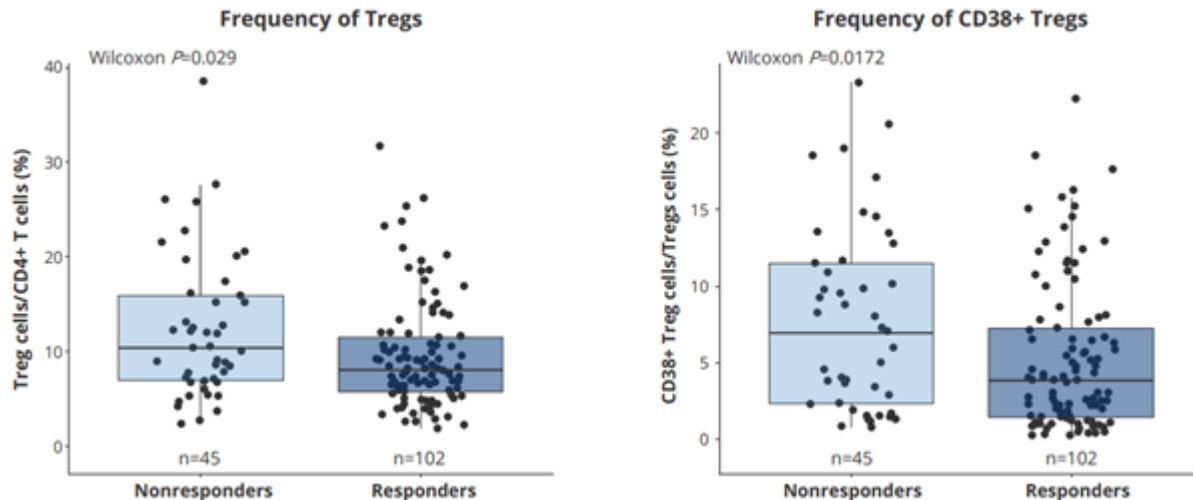 Frequency of Tregs
Wilcoxon P=0.029
Treg cells/CD4+ T cells (%)
40
30
20
10
0
n=45
n=102
Nonresponders
Responders
Frequency of CD38+ Tregs
Wilcoxon P=0.0172
CD38+ Treg cells/Tregs cells (%)
20
15
10
5
0
n=45
n=102
Nonresponders
Responders